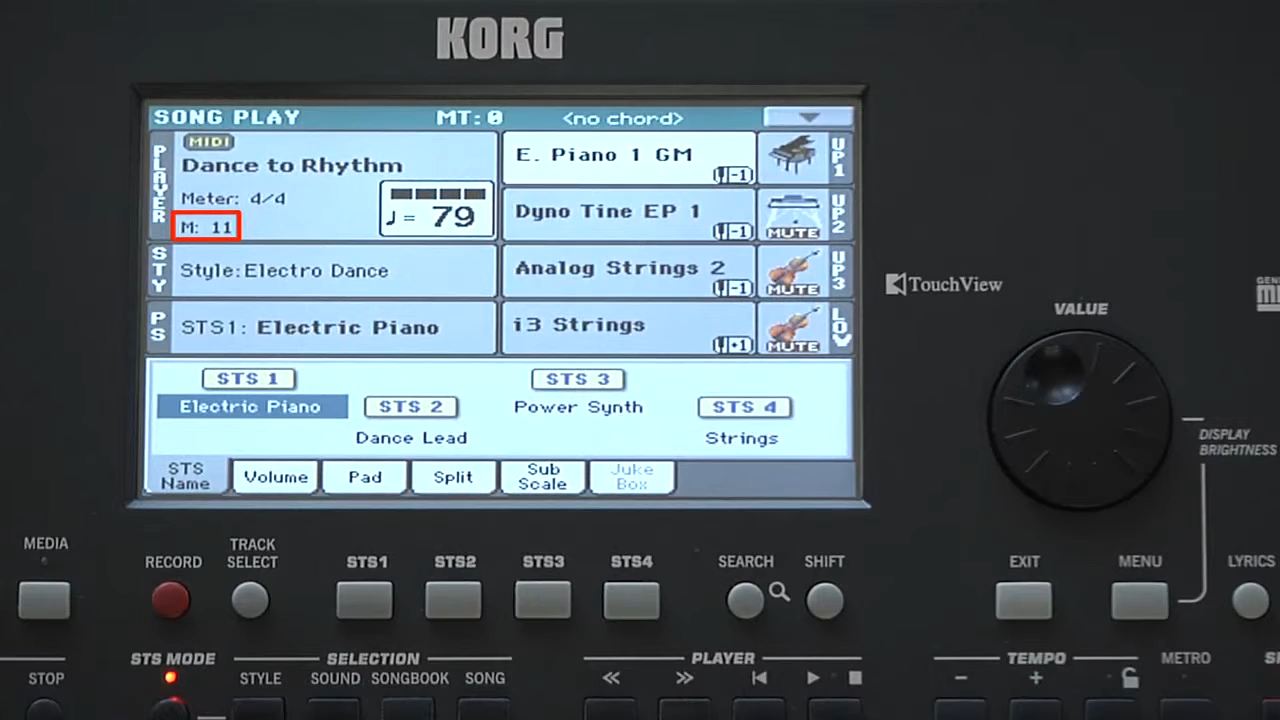 KORG
SONG PLAY MT: 0 <no chord>
PLAYER
MIDI
Dance to Rhythm
Meter: 4/4
M: 11
♩= 79
E. Piano 1 GM
-1
UP1
Dyno Tine EP 1
-1
MUTE
UP2
STY
Style:Electro Dance
Analog Strings 2
-1
MUTE
UP3
PS
STS1: Electric Piano
i3 Strings
+1
MUTE
LOW
STS 1
Electric Piano
STS 2
Dance Lead
STS 3
Power Synth
STS 4
Strings
STS Name
Volume
Pad
Split
Sub Scale
Juke Box
TouchView
VALUE
DISPLAY
BRIGHTNESS
MEDIA
RECORD
TRACK
SELECT
STS1
STS2
STS3
STS4
SEARCH
SHIFT
EXIT
MENU
LYRICS
STOP
STS MODE
SELECTION
STYLE
SOUND
SONGBOOK
SONG
PLAYER
TEMPO
− +
METRO